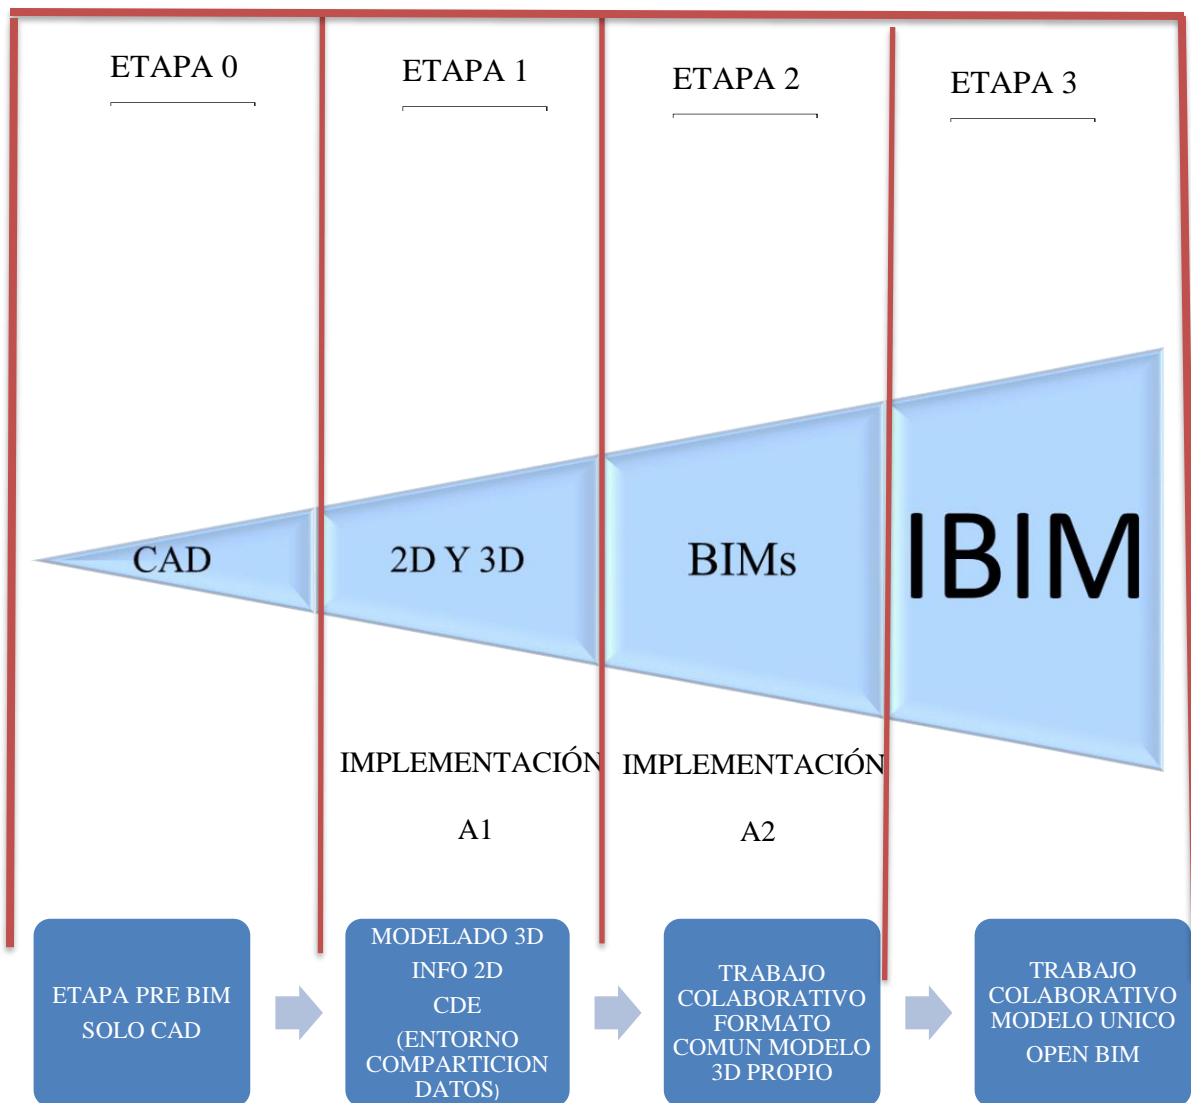 ETAPA 0
ETAPA 1
ETAPA 2
ETAPA 3
CAD
2D Y 3D
BIMs
IBIM
IMPLEMENTACIÓN
A1
IMPLEMENTACIÓN
A2
ETAPA PRE BIM
SOLO CAD
MODELADO 3D
INFO 2D
CDE
(ENTORNO
COMPARTICION
DATOS)
TRABAJO
COLABORATIVO
FORMATO
COMUN MODELO
3D PROPIO
TRABAJO
COLABORATIVO
MODELO UNICO
OPEN BIM